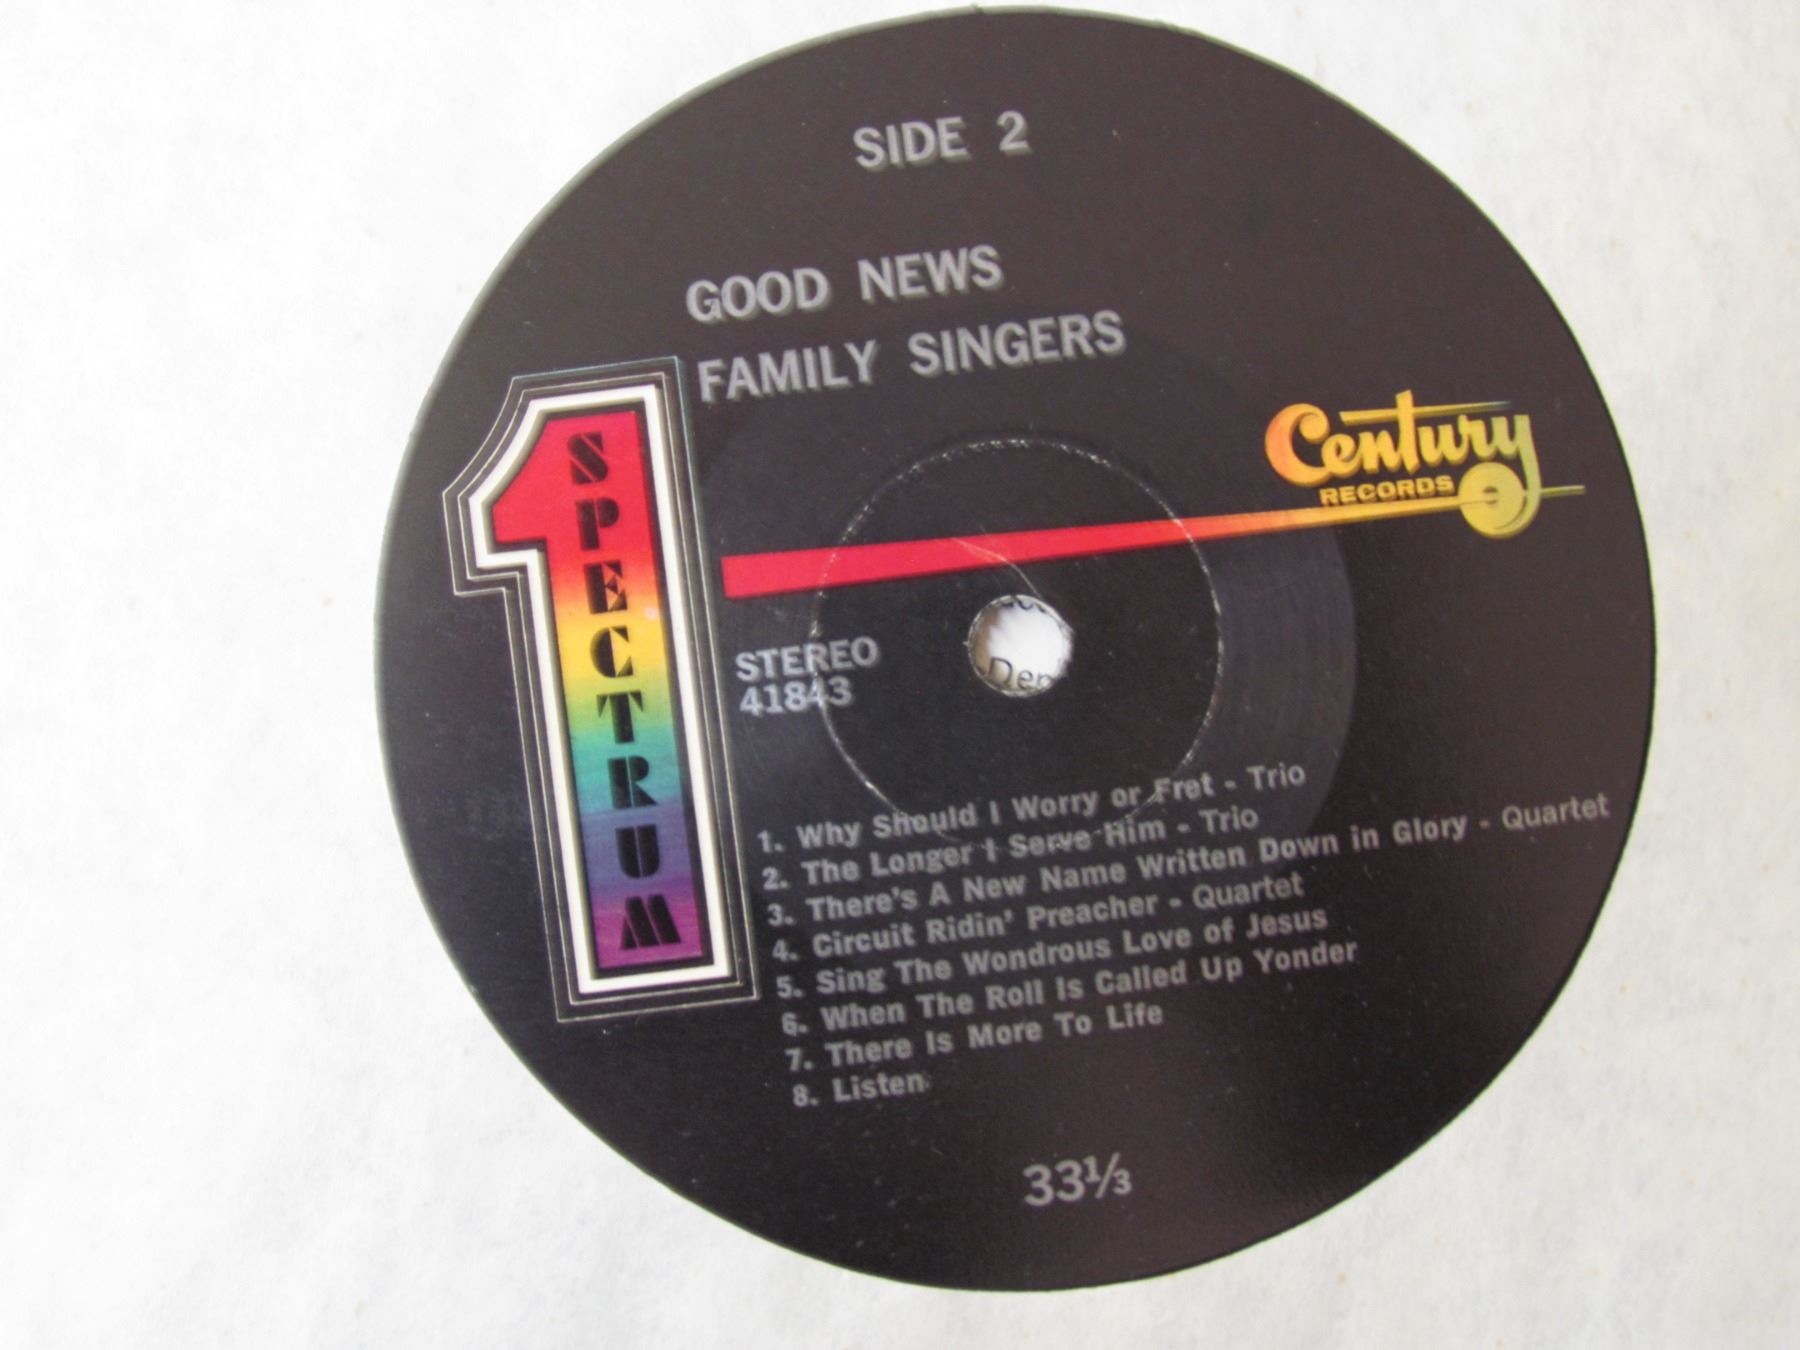 SIDE 2
GOOD NEWS
FAMILY SINGERS
SPECTRUM
Century
RECORDS
STEREO
41843
1. Why Should I Worry or Fret - Trio
2. The Longer I Serve Him - Trio
3. There's A New Name Written Down in Glory - Quartet
4. Circuit Ridin' Preacher - Quartet
5. Sing The Wondrous Love of Jesus
6. When The Roll Is Called Up Yonder
7. There Is More To Life
8. Listen
33⅓